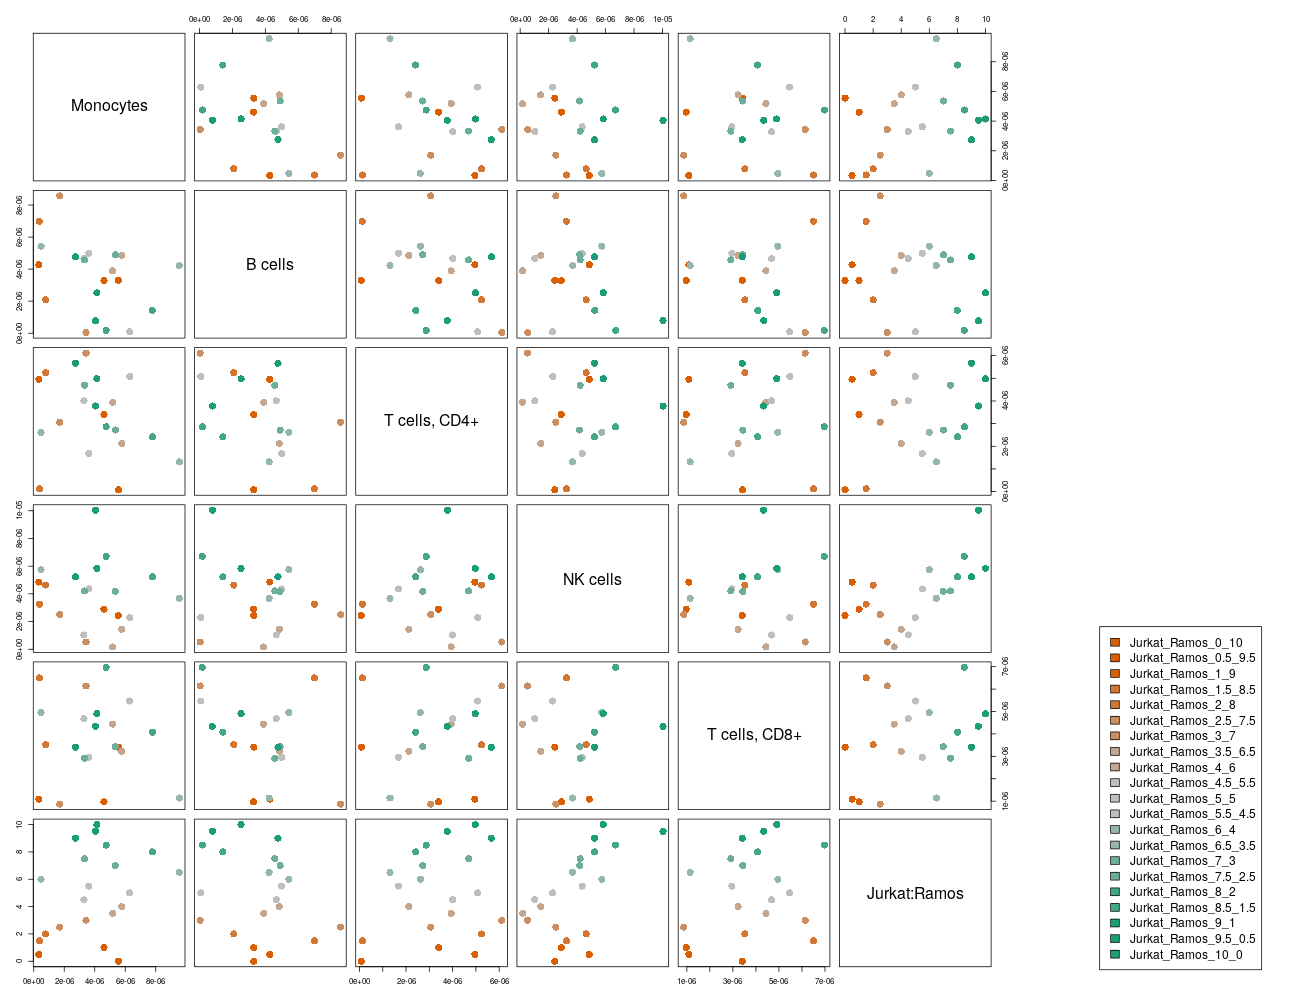 0e+00 2e-06 4e-06 6e-06 8e-06
0e+00 2e-06 4e-06 6e-06 1e-05
0 2 4 6 8 10
Monocytes
0e+00 2e-06 4e-06 6e-06 8e-06
0e+00 2e-06 4e-06 6e-06 8e-06
B cells
T cells, CD4+
0e+00 2e-06 4e-06 6e-06
0e+00 2e-06 4e-06 6e-06 1e-05
NK cells
T cells, CD8+
1e-06 3e-06 5e-06 7e-06
0 2 4 6 8 10
Jurkat:Ramos
0e+00 2e-06 4e-06 6e-06 8e-06
0e+00 2e-06 4e-06 6e-06
1e-06 3e-06 5e-06 7e-06
Jurkat_Ramos_0_10
Jurkat_Ramos_0.5_9.5
Jurkat_Ramos_1_9
Jurkat_Ramos_1.5_8.5
Jurkat_Ramos_2_8
Jurkat_Ramos_2.5_7.5
Jurkat_Ramos_3_7
Jurkat_Ramos_3.5_6.5
Jurkat_Ramos_4_6
Jurkat_Ramos_4.5_5.5
Jurkat_Ramos_5_5
Jurkat_Ramos_5.5_4.5
Jurkat_Ramos_6_4
Jurkat_Ramos_6.5_3.5
Jurkat_Ramos_7_3
Jurkat_Ramos_7.5_2.5
Jurkat_Ramos_8_2
Jurkat_Ramos_8.5_1.5
Jurkat_Ramos_9_1
Jurkat_Ramos_9.5_0.5
Jurkat_Ramos_10_0